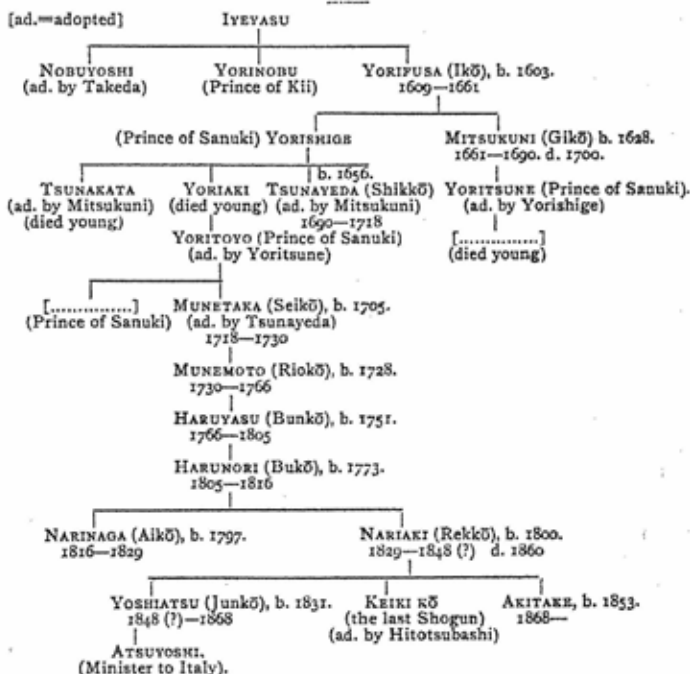 [ad.=adopted] IYEYASU
NOBUYOSHI YORINOBU YORIFUSA (Ikō), b. 1603.
(ad. by Takeda) (Prince of Kii) 1609—1661
(Prince of Sanuki) YORISHIGE MITSUKUNI (Gikō) b. 1628.
1661—1690. d. 1700.
b. 1656.
TSUNAKATA YORIAKI TSUNAYEDA (Shikkō) YORITSUNE (Prince of Sanuki).
(ad. by Mitsukuni) (died young) (ad. by Mitsukuni) (ad. by Yorishige)
(died young) 1690—1718
YORITOYO (Prince of Sanuki) [...............]
(ad. by Yoritsune) (died young)
[...............] MUNETAKA (Seikō), b. 1705.
(Prince of Sanuki) (ad. by Tsunayeda)
1718—1730
MUNEMOTO (Riokō), b. 1728.
1730—1766
HARUYASU (Bunkō), b. 1751.
1766—1805
HARUNORI (Bukō), b. 1773.
1805—1816
NARINAGA (Aikō), b. 1797. NARIAKI (Rekkō), b. 1800.
1816—1829 1829—1848 (?) d. 1860
YOSHIATSU (Junkō), b. 1831. KEIKI KŌ AKITAKE, b. 1853.
1848 (?)—1868 (the last Shogun) 1868—
(ad. by Hitotsubashi)
ATSUYOSHI.
(Minister to Italy).